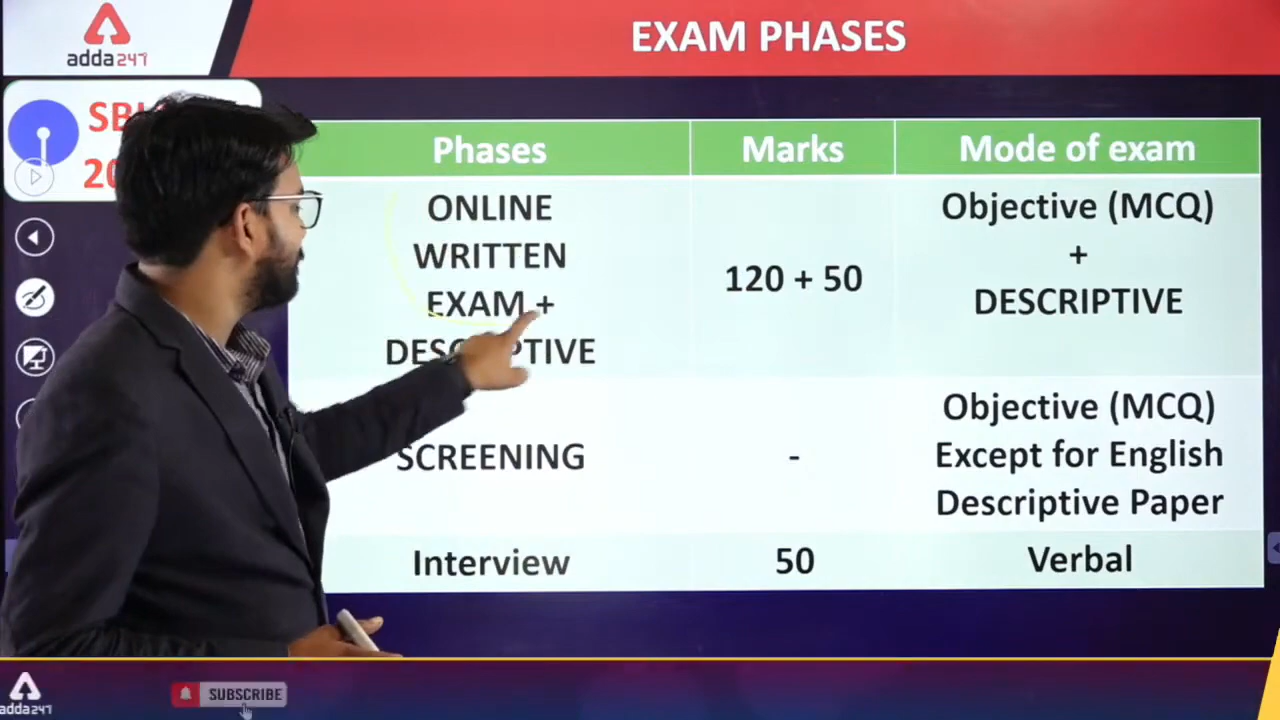 adda247
EXAM PHASES
Phases
Marks
Mode of exam
ONLINE
WRITTEN
EXAM +
DESCRIPTIVE
120 + 50
Objective (MCQ)
+
DESCRIPTIVE
SCREENING
-
Objective (MCQ)
Except for English
Descriptive Paper
Interview
50
Verbal
adda247
SUBSCRIBE